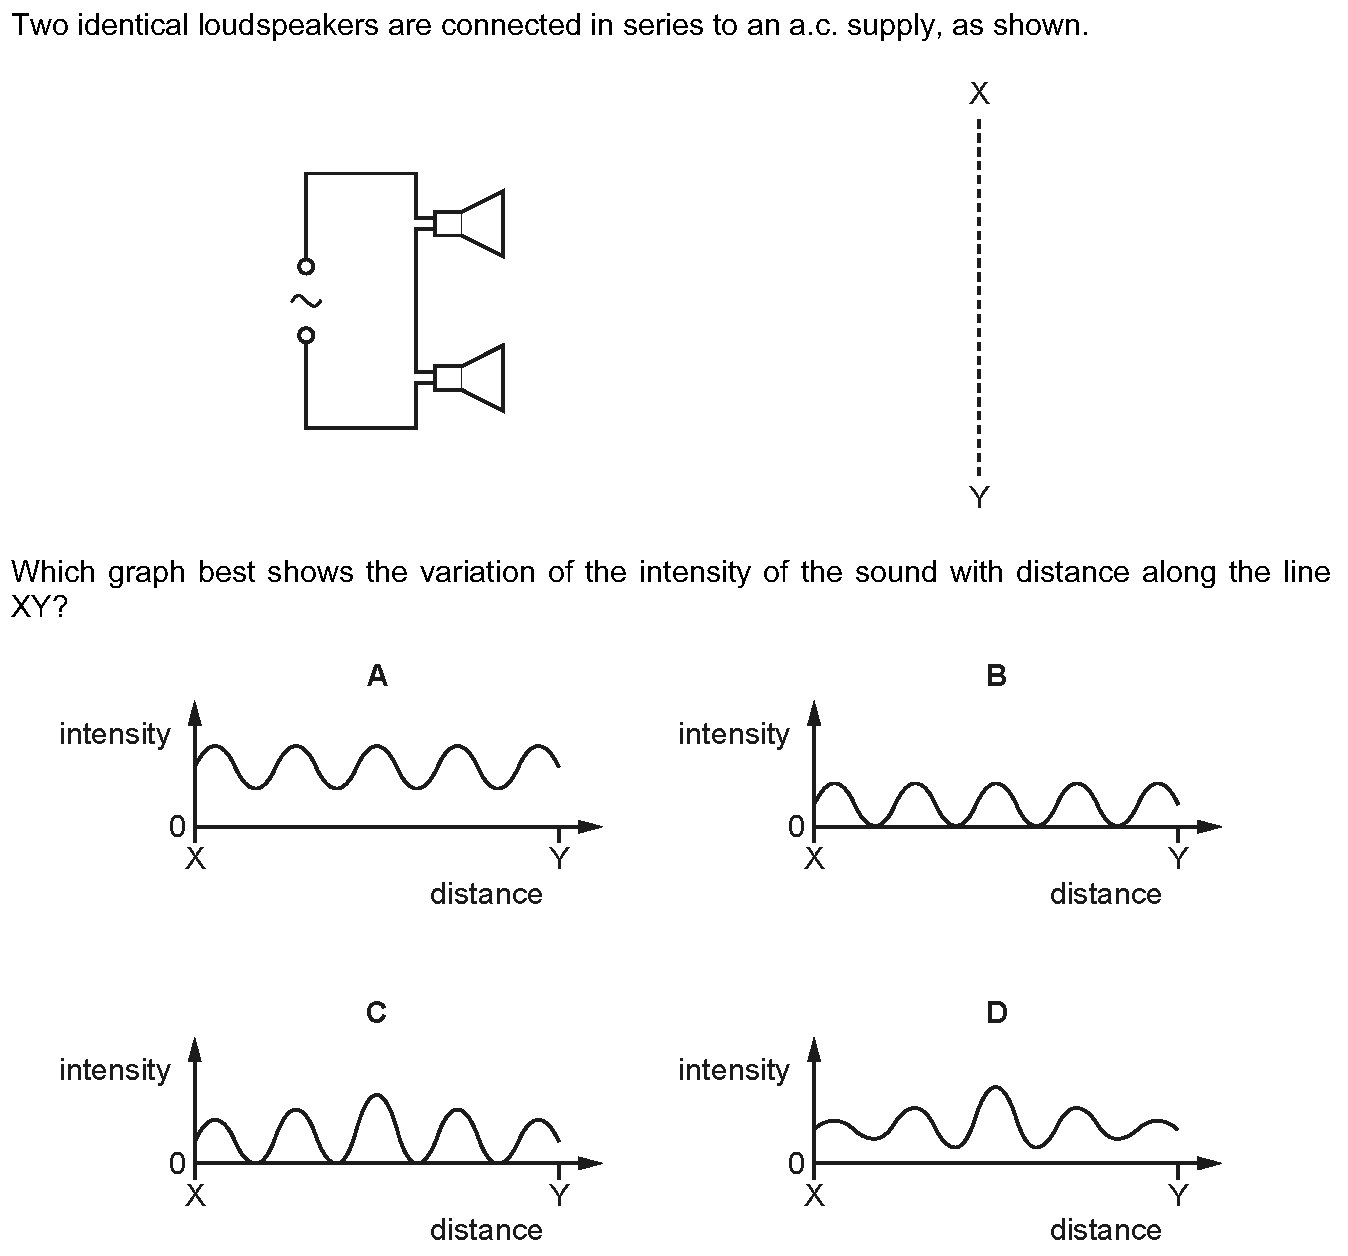 Two identical loudspeakers are connected in series to an a.c. supply, as shown.
X
Y
Which graph best shows the variation of the intensity of the sound with distance along the line
XY?
A
B
intensity
intensity
0
0
X
Y
X
Y
distance
distance
C
D
intensity
intensity
0
0
X
Y
X
Y
distance
distance